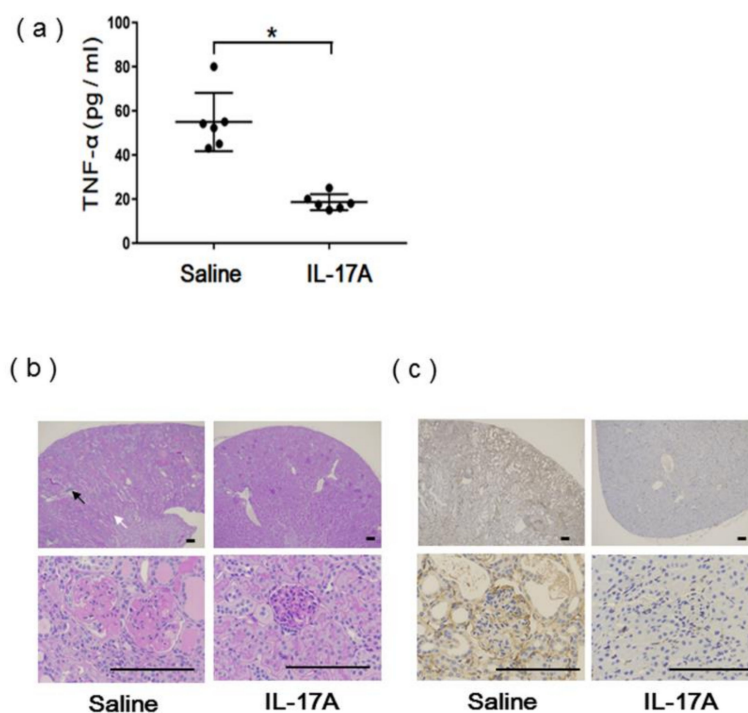 ( a )
*
100
80
60
40
20
0
TNF-α (pg / ml)
Saline IL-17A
( b ) ( c )
Saline IL-17A Saline IL-17A